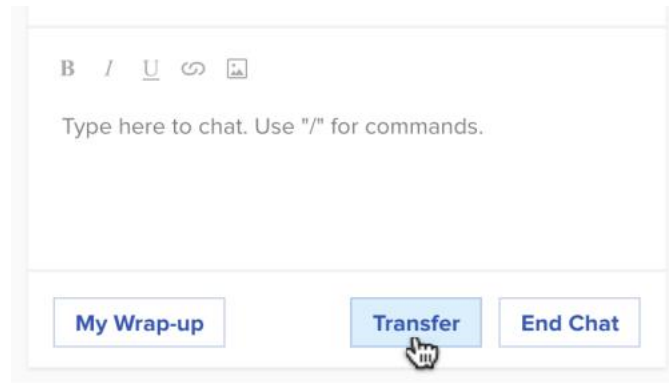 B I U
Type here to chat. Use "/" for commands.
My Wrap-up Transfer End Chat